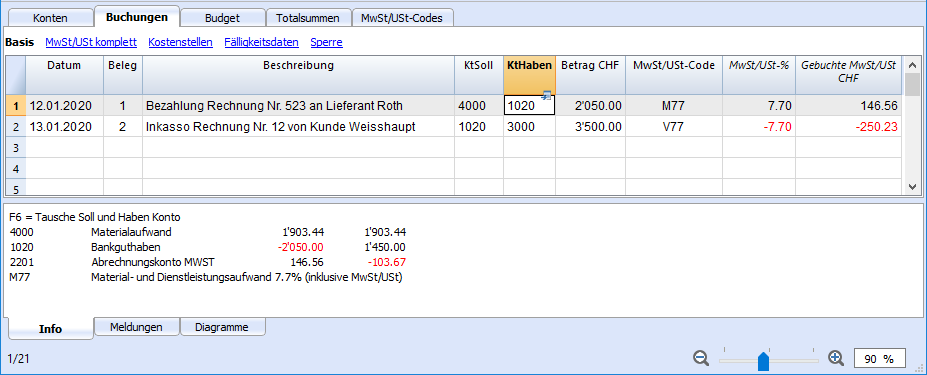 Konten Buchungen Budget Totalsummen MwSt/USt-Codes
Basis MwSt/USt komplett Kostenstellen Fälligkeitsdaten Sperre
Datum Beleg Beschreibung KtSoll KtHaben Betrag CHF MwSt/USt-Code MwSt/USt-% Gebuchte MwSt/USt
CHF
1 12.01.2020 1 Bezahlung Rechnung Nr. 523 an Lieferant Roth 4000 1020 2'050.00 M77 7.70 146.56
2 13.01.2020 2 Inkasso Rechnung Nr. 12 von Kunde Weisshaupt 1020 3000 3'500.00 V77 -7.70 -250.23
3
4
5
F6 = Tausche Soll und Haben Konto
4000 Materialaufwand 1'903.44 1'903.44
1020 Bankguthaben -2'050.00 1'450.00
2201 Abrechnungskonto MWST 146.56 -103.67
M77 Material- und Dienstleistungsaufwand 7.7% (inklusive MwSt/USt)
Info Meldungen Diagramme
1/21 90 %